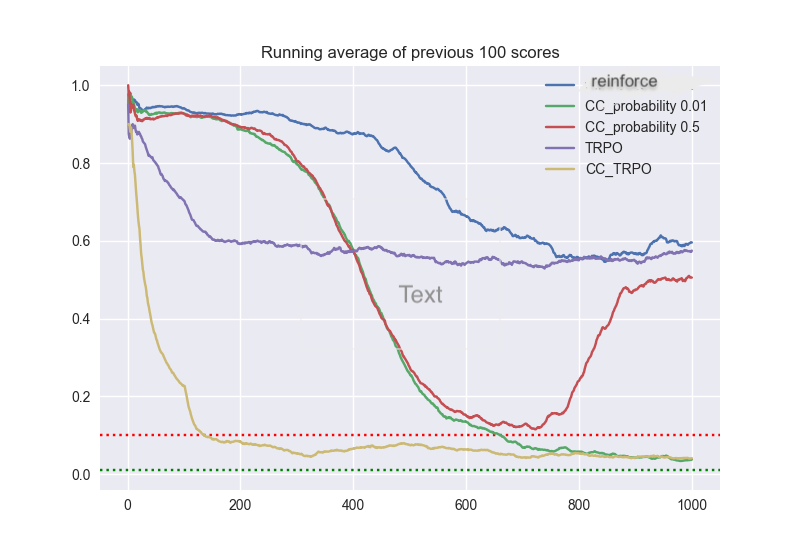 Running average of previous 100 scores
1.0
0.8
0.6
0.4
0.2
0.0
0
200
400
600
800
1000
reinforce
CC_probability 0.01
CC_probability 0.5
TRPO
CC_TRPO
Text